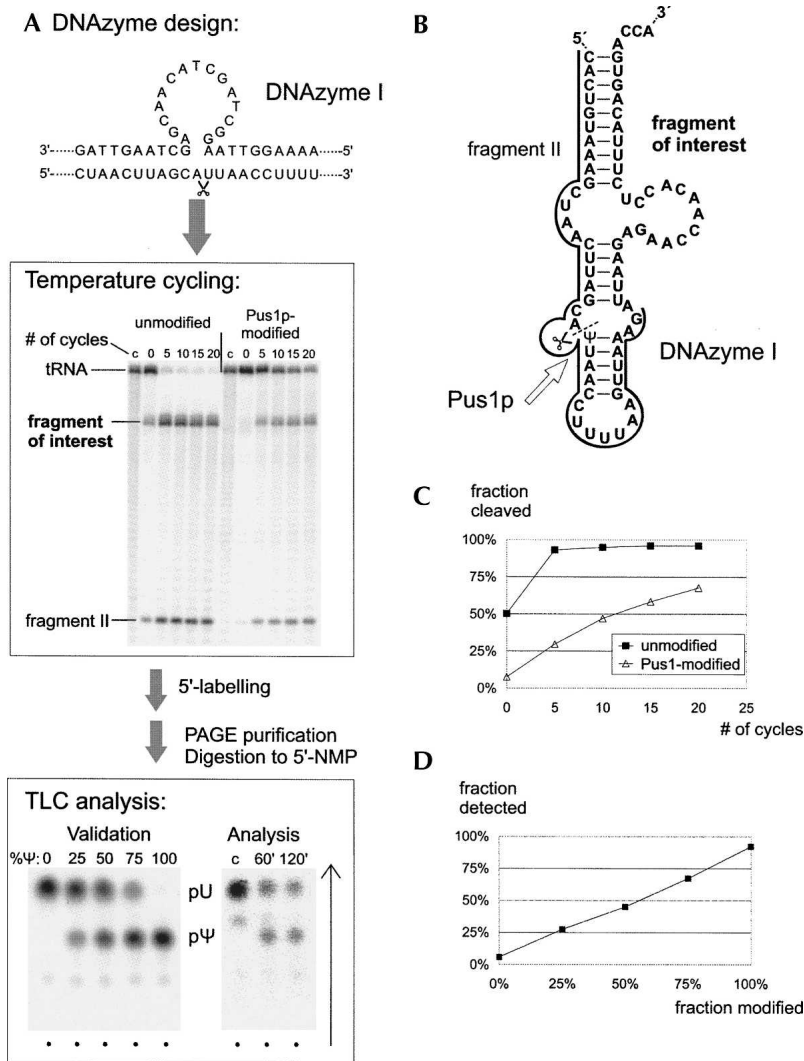 A DNAzyme design:
DNAzyme I
3'-······GATTGAATCG
AGCAACATCGATCGG
AATTGGAAAA······-5'
5'-······CUAACUUAGCAUUAACCUUUU······-3'
Temperature cycling:
unmodified
Pus1p-
modified
# of cycles
c 0 5 10 15 20 c 0 5 10 15 20
tRNA
fragment
of interest
fragment II
5'-labelling
PAGE purification
Digestion to 5'-NMP
TLC analysis:
Validation
Analysis
%Ψ: 0 25 50 75 100
c 60' 120'
pU
pΨ
B
3'
5'
ACC
fragment II
fragment
of interest
Pus1p
DNAzyme I
C
fraction
cleaved
100%
75%
50%
25%
0%
unmodified
Pus1-modified
0 5 10 15 20 25
# of cycles
D
fraction
detected
100%
75%
50%
25%
0%
0% 25% 50% 75% 100%
fraction modified